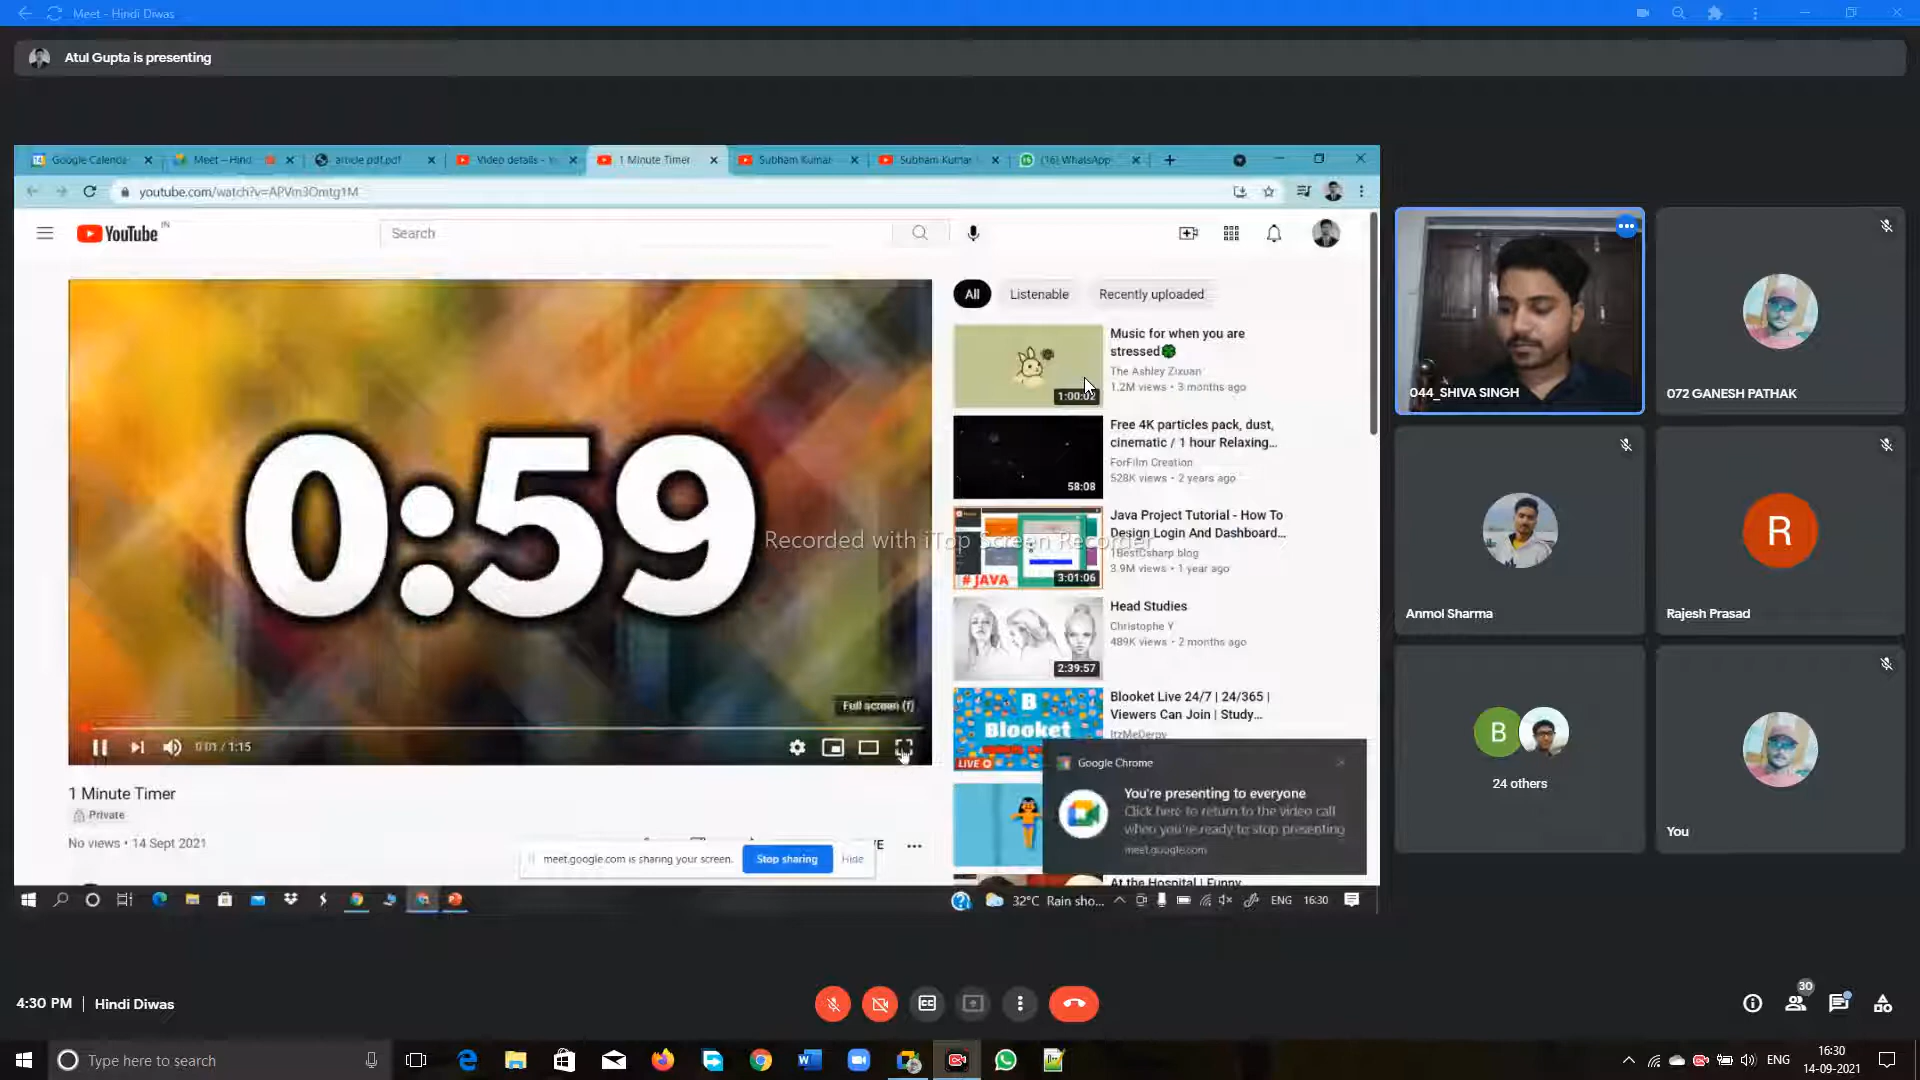 Meet - Hindi Diwas
Atul Gupta is presenting
Google Calenda
Meet – Hind
article pdf.pdf
Video details - Yo
1 Minute Timer
Subham Kumar
Subham Kumar
(16) WhatsApp
youtube.com/watch?v=APVm3Omtg1M
YouTube IN
Search
0:59
Full screen (f)
0:01 / 1:15
1 Minute Timer
Private
No views • 14 Sept 2021
All
Listenable
Recently uploaded
Music for when you are
stressed
The Ashley Zixuan
1.2M views • 3 months ago
1:00:02
Free 4K particles pack, dust,
cinematic / 1 hour Relaxing...
ForFilm Creation
528K views • 2 years ago
58:08
Java Project Tutorial - How To
Design Login And Dashboard...
1BestCsharp blog
3.9M views • 1 year ago
# JAVA
3:01:06
Head Studies
Christophe Y
489K views • 2 months ago
2:39:57
Blooket Live 24/7 | 24/365 |
Viewers Can Join | Study...
ItzMeDerpy
B
Blooket
LIVE
At the Hospital | Funny
Recorded with iTop Screen Recorder
Google Chrome
You're presenting to everyone
Click here to return to the video call
when you're ready to stop presenting
meet.google.com
meet.google.com is sharing your screen.
Stop sharing
Hide
32°C Rain sho...
ENG
16:30
044_SHIVA SINGH
072 GANESH PATHAK
Anmol Sharma
R
Rajesh Prasad
B
24 others
You
4:30 PM | Hindi Diwas
30
Type here to search
ENG
16:30
14-09-2021